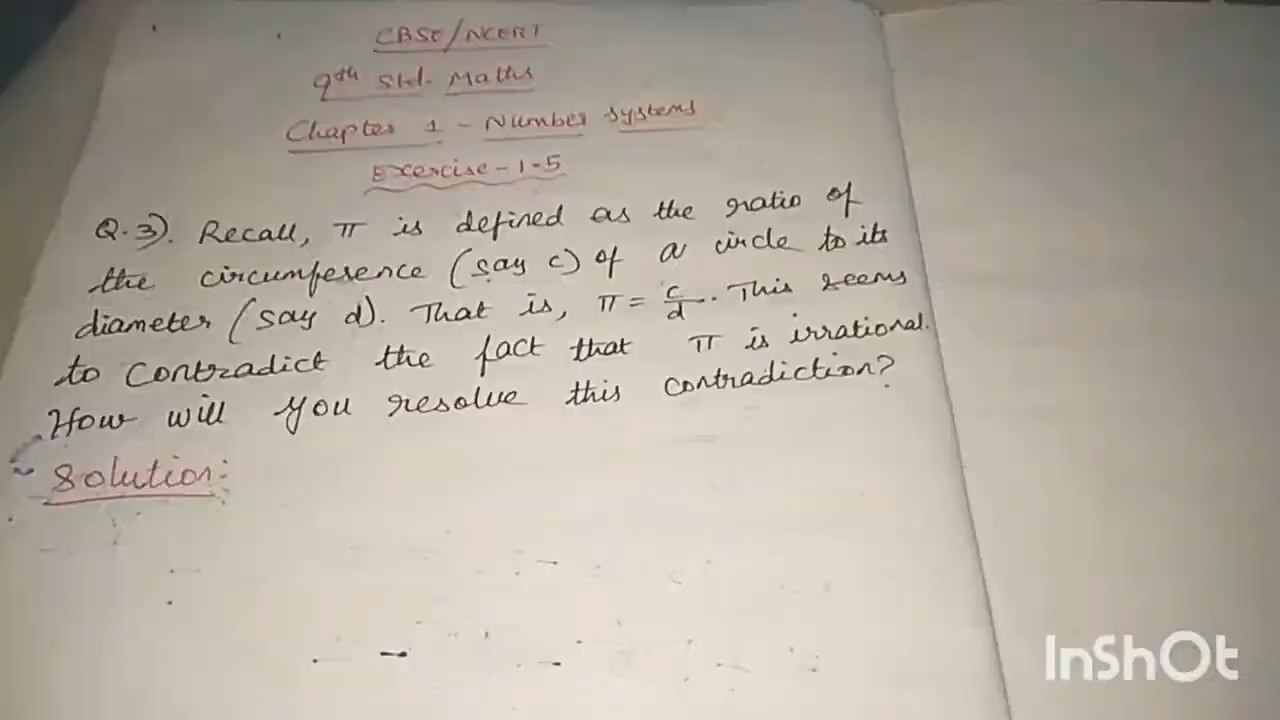 CBSE/NCERT
9th Std. Maths
Chapter 1 - Number systems
Exercise - 1.5
Q.3). Recall, π is defined as the ratio of
the circumference (say c) of a circle to its
diameter (say d). That is, π = c/d. This seems
to contradict the fact that π is irrational.
How will you resolve this contradiction?
Solution:
InShOt